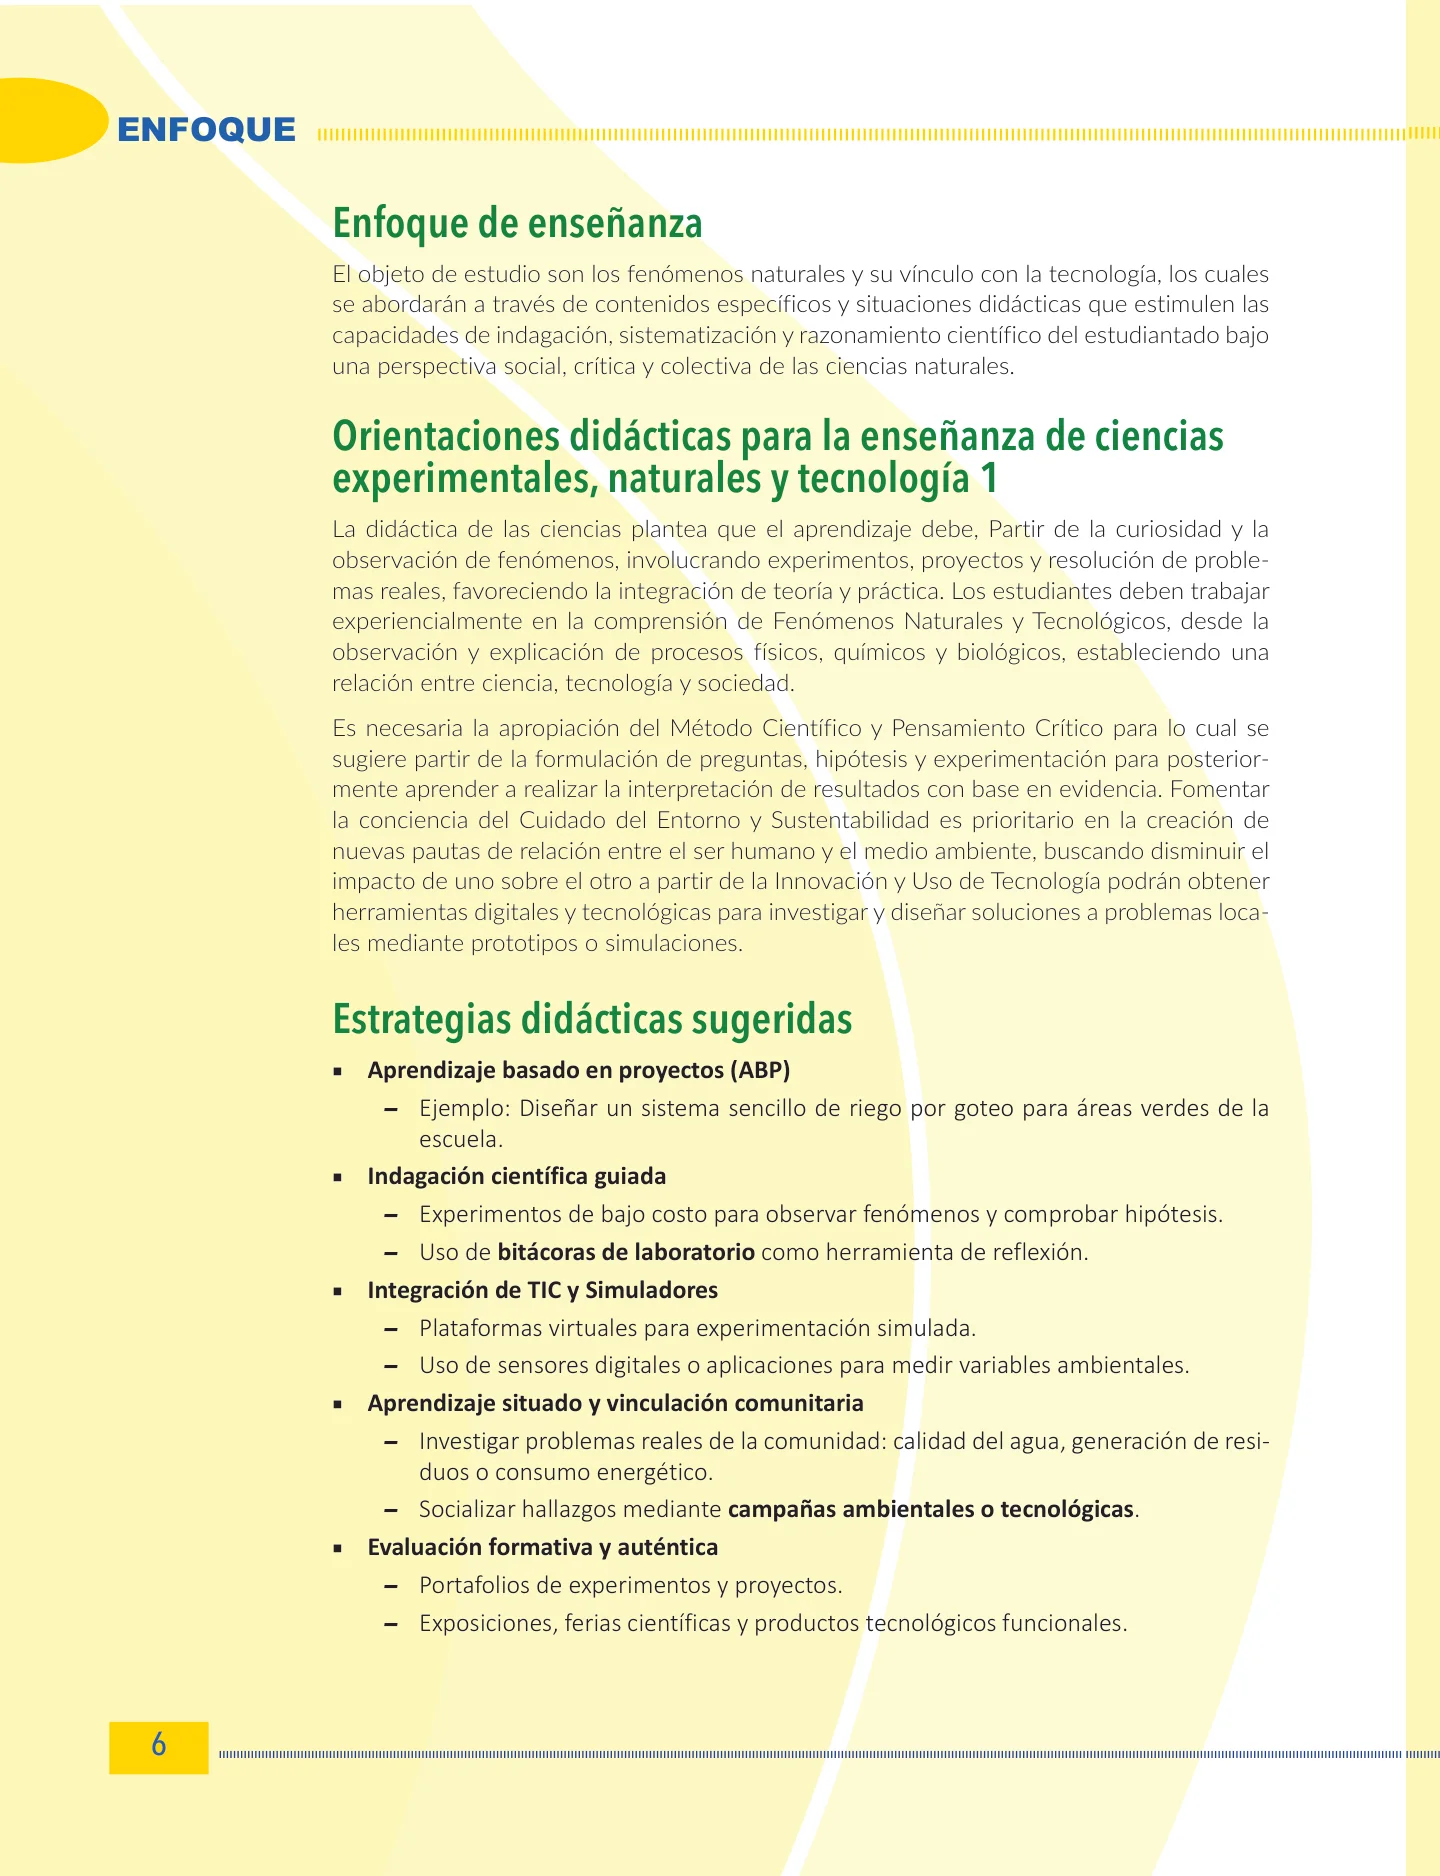 ENFOQUE
Enfoque de enseñanza
El objeto de estudio son los fenómenos naturales y su vínculo con la tecnología, los cuales
se abordarán a través de contenidos específicos y situaciones didácticas que estimulen las
capacidades de indagación, sistematización y razonamiento científico del estudiantado bajo
una perspectiva social, crítica y colectiva de las ciencias naturales.
Orientaciones didácticas para la enseñanza de ciencias
experimentales, naturales y tecnología 1
La didáctica de las ciencias plantea que el aprendizaje debe, Partir de la curiosidad y la
observación de fenómenos, involucrando experimentos, proyectos y resolución de proble-
mas reales, favoreciendo la integración de teoría y práctica. Los estudiantes deben trabajar
experiencialmente en la comprensión de Fenómenos Naturales y Tecnológicos, desde la
observación y explicación de procesos físicos, químicos y biológicos, estableciendo una
relación entre ciencia, tecnología y sociedad.
Es necesaria la apropiación del Método Científico y Pensamiento Crítico para lo cual se
sugiere partir de la formulación de preguntas, hipótesis y experimentación para posterior-
mente aprender a realizar la interpretación de resultados con base en evidencia. Fomentar
la conciencia del Cuidado del Entorno y Sustentabilidad es prioritario en la creación de
nuevas pautas de relación entre el ser humano y el medio ambiente, buscando disminuir el
impacto de uno sobre el otro a partir de la Innovación y Uso de Tecnología podrán obtener
herramientas digitales y tecnológicas para investigar y diseñar soluciones a problemas loca-
les mediante prototipos o simulaciones.
Estrategias didácticas sugeridas
▪ Aprendizaje basado en proyectos (ABP)
– Ejemplo: Diseñar un sistema sencillo de riego por goteo para áreas verdes de la
escuela.
▪ Indagación científica guiada
– Experimentos de bajo costo para observar fenómenos y comprobar hipótesis.
– Uso de bitácoras de laboratorio como herramienta de reflexión.
▪ Integración de TIC y Simuladores
– Plataformas virtuales para experimentación simulada.
– Uso de sensores digitales o aplicaciones para medir variables ambientales.
▪ Aprendizaje situado y vinculación comunitaria
– Investigar problemas reales de la comunidad: calidad del agua, generación de resi-
duos o consumo energético.
– Socializar hallazgos mediante campañas ambientales o tecnológicas.
▪ Evaluación formativa y auténtica
– Portafolios de experimentos y proyectos.
– Exposiciones, ferias científicas y productos tecnológicos funcionales.
6